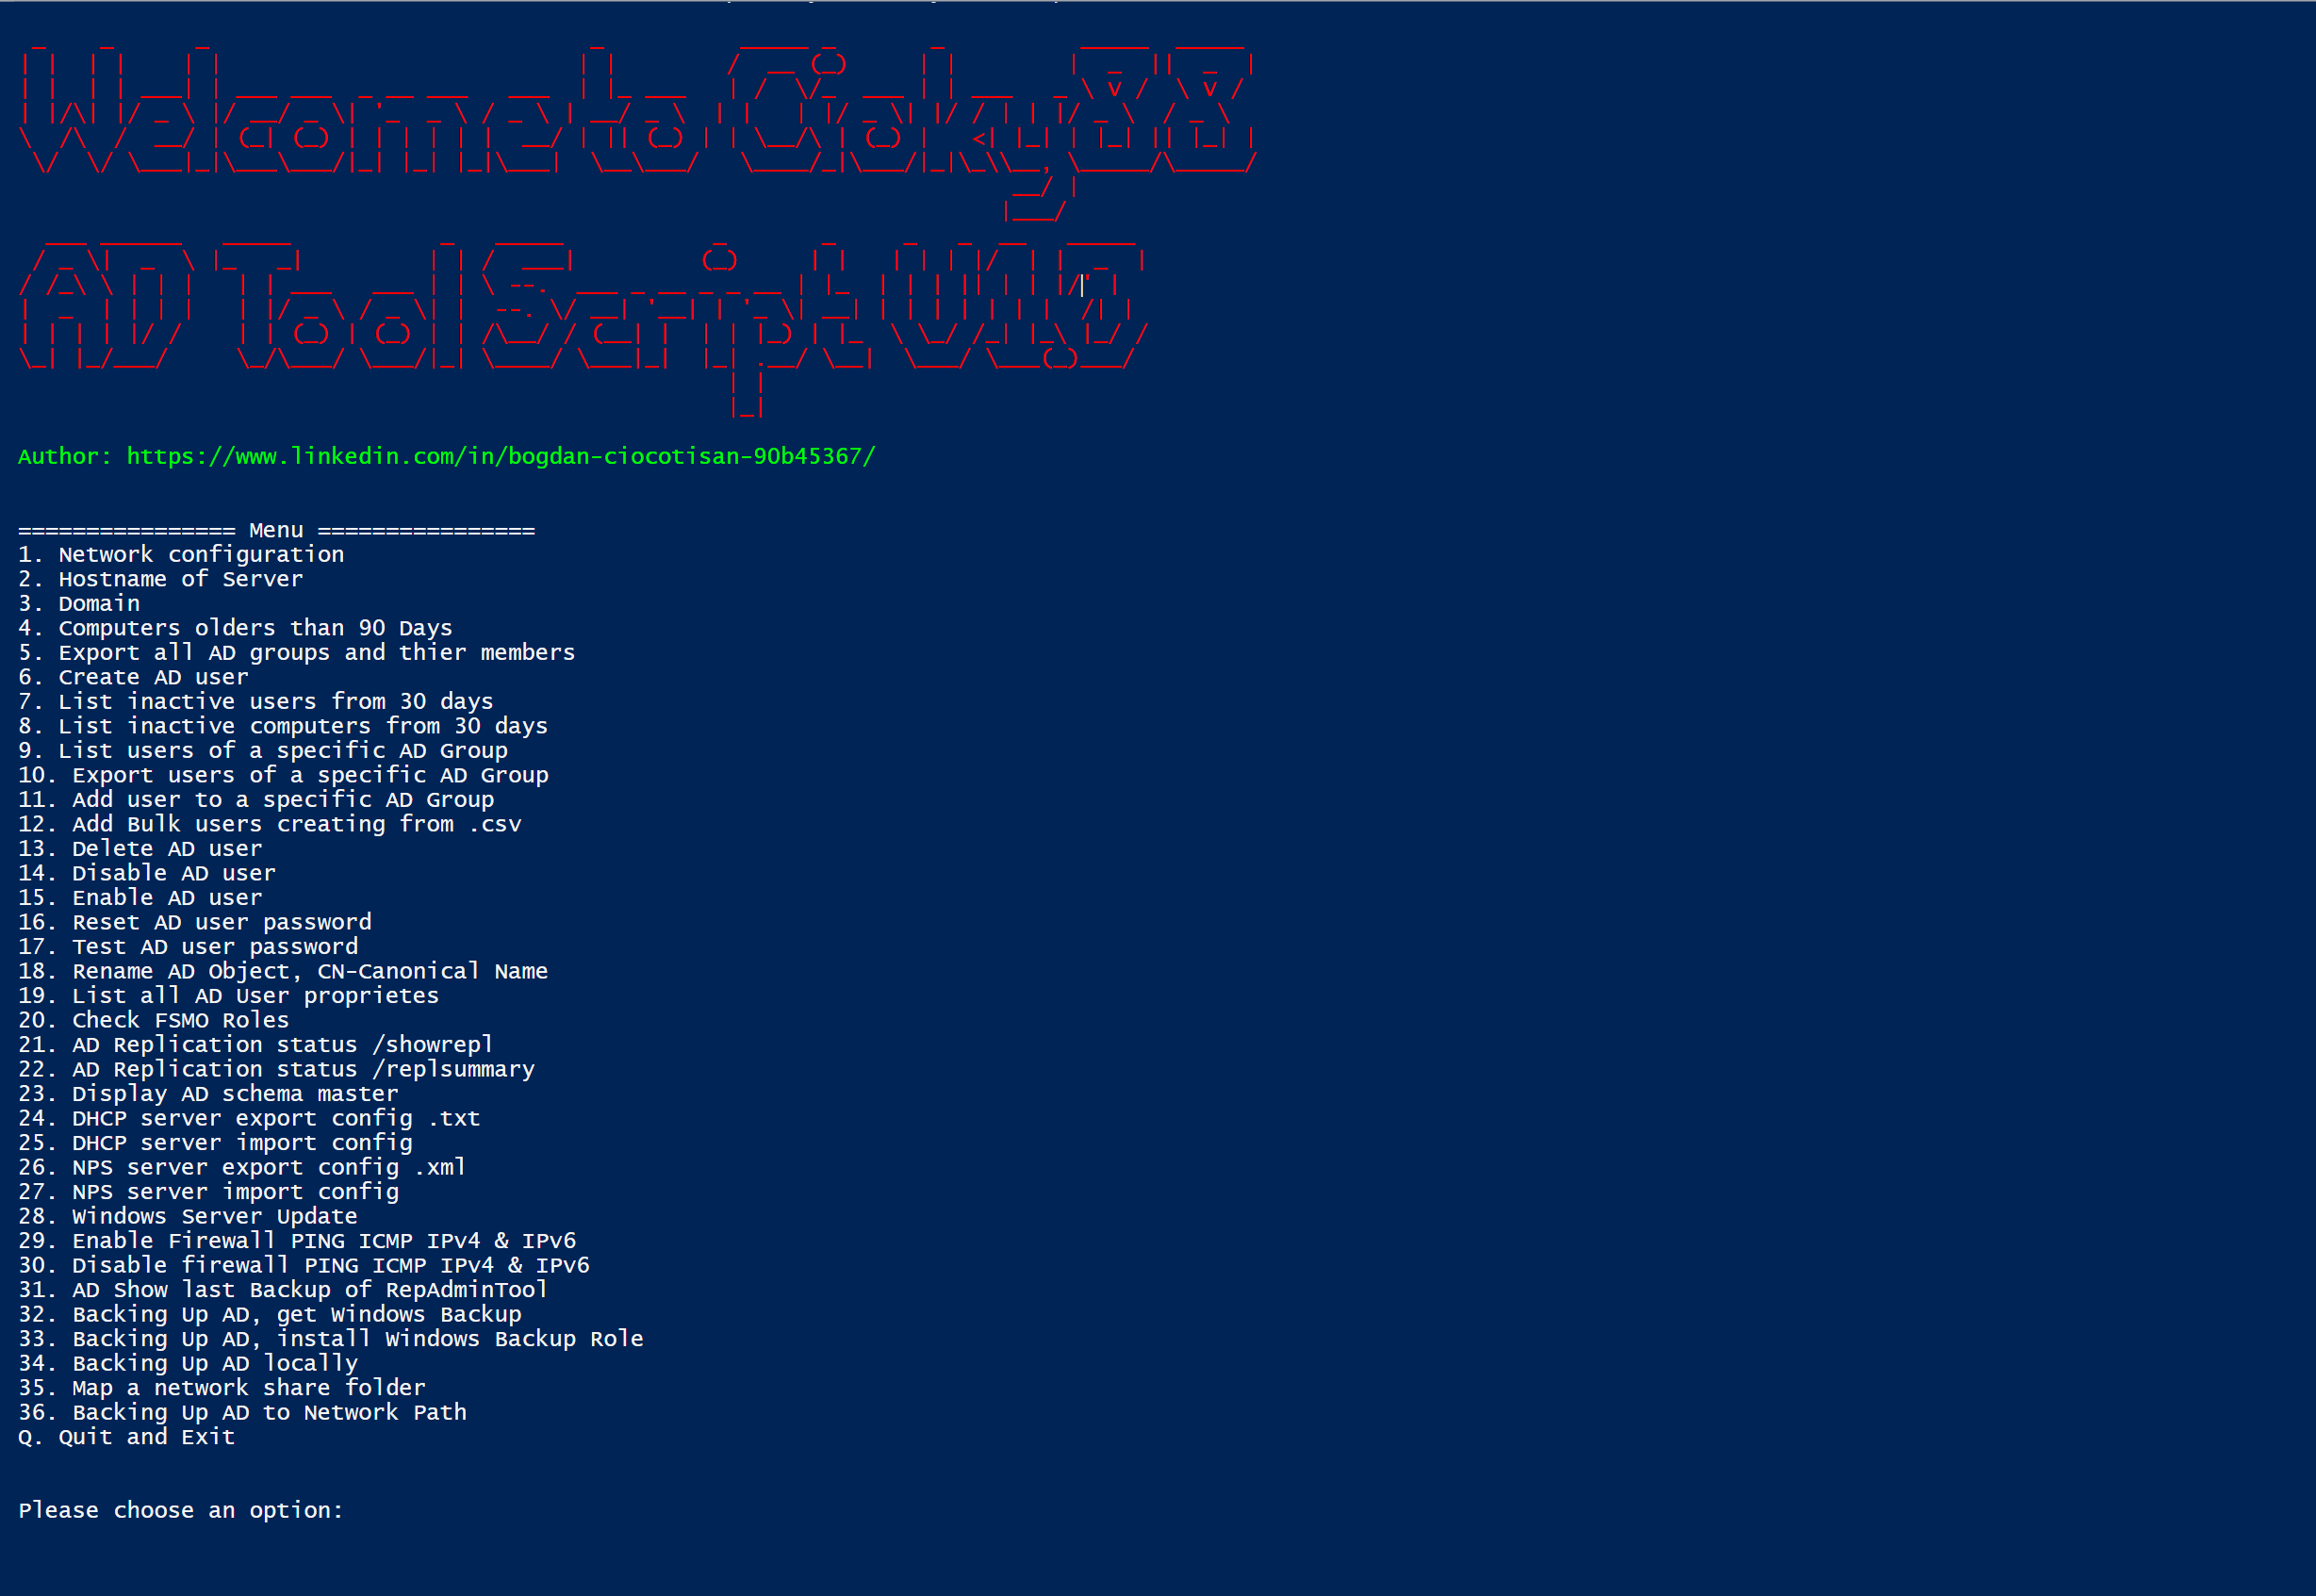 Welcome to Cioky88
AD Tool Script V1.0
Author: https://www.linkedin.com/in/bogdan-ciocotisan-90b45367/
================ Menu ================
1. Network configuration
2. Hostname of Server
3. Domain
4. Computers olders than 90 Days
5. Export all AD groups and thier members
6. Create AD user
7. List inactive users from 30 days
8. List inactive computers from 30 days
9. List users of a specific AD Group
10. Export users of a specific AD Group
11. Add user to a specific AD Group
12. Add Bulk users creating from .csv
13. Delete AD user
14. Disable AD user
15. Enable AD user
16. Reset AD user password
17. Test AD user password
18. Rename AD Object, CN-Canonical Name
19. List all AD User proprietes
20. Check FSMO Roles
21. AD Replication status /showrepl
22. AD Replication status /replsummary
23. Display AD schema master
24. DHCP server export config .txt
25. DHCP server import config
26. NPS server export config .xml
27. NPS server import config
28. Windows Server Update
29. Enable Firewall PING ICMP IPv4 & IPv6
30. Disable firewall PING ICMP IPv4 & IPv6
31. AD Show last Backup of RepAdminTool
32. Backing Up AD, get Windows Backup
33. Backing Up AD, install Windows Backup Role
34. Backing Up AD locally
35. Map a network share folder
36. Backing Up AD to Network Path
Q. Quit and Exit
Please choose an option: